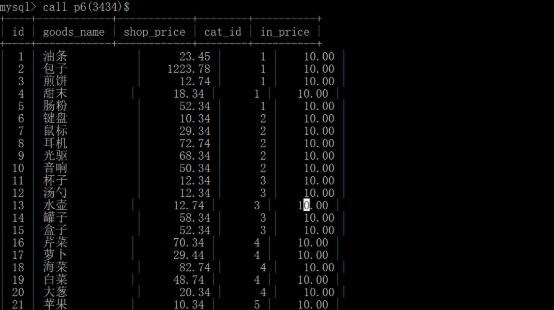 mysql> call p6(3434)$
| id | goods_name | shop_price | cat_id | in_price |
| 1 | 油条 | 23.45 | 1 | 10.00 |
| 2 | 包子 | 1223.78 | 1 | 10.00 |
| 3 | 煎饼 | 12.74 | 1 | 10.00 |
| 4 | 甜末 | 18.34 | 1 | 10.00 |
| 5 | 肠粉 | 52.34 | 1 | 10.00 |
| 6 | 键盘 | 10.34 | 2 | 10.00 |
| 7 | 鼠标 | 29.34 | 2 | 10.00 |
| 8 | 耳机 | 72.74 | 2 | 10.00 |
| 9 | 光驱 | 68.34 | 2 | 10.00 |
| 10 | 音响 | 50.34 | 2 | 10.00 |
| 11 | 杯子 | 12.34 | 3 | 10.00 |
| 12 | 汤勺 | 12.34 | 3 | 10.00 |
| 13 | 水壶 | 12.74 | 3 | 10.00 |
| 14 | 罐子 | 58.34 | 3 | 10.00 |
| 15 | 盒子 | 52.34 | 3 | 10.00 |
| 16 | 芹菜 | 70.34 | 4 | 10.00 |
| 17 | 萝卜 | 29.44 | 4 | 10.00 |
| 18 | 海菜 | 82.74 | 4 | 10.00 |
| 19 | 白菜 | 48.74 | 4 | 10.00 |
| 20 | 大葱 | 20.34 | 4 | 10.00 |
| 21 | 苹果 | 10.34 | 5 | 10.00 |